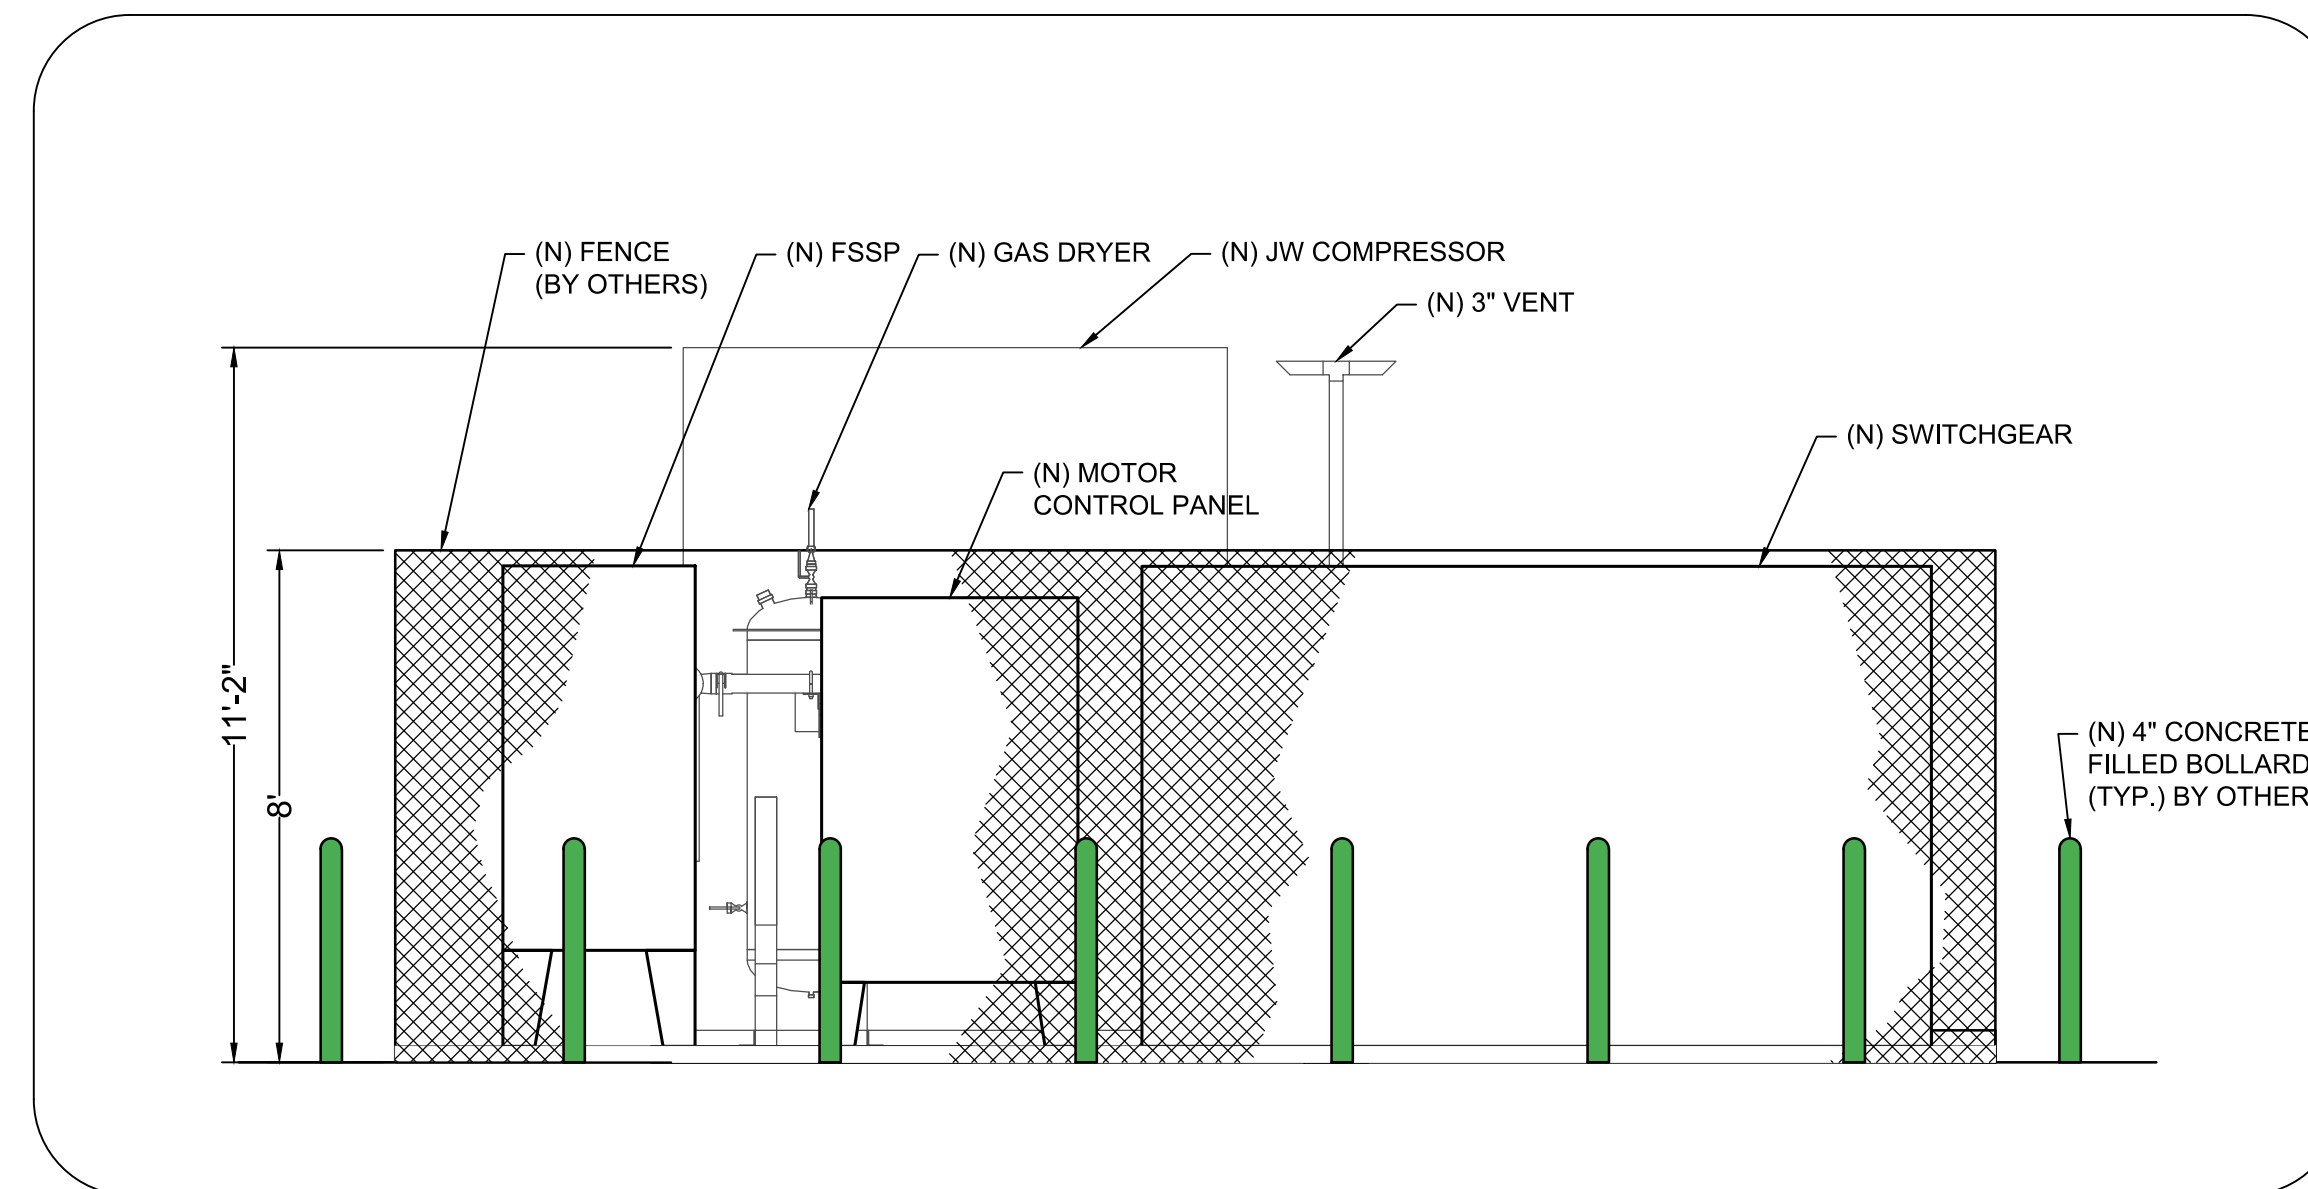 (N) FENCE
(BY OTHERS)
(N) FSSP
(N) GAS DRYER
(N) JW COMPRESSOR
(N) 3" VENT
(N) SWITCHGEAR
(N) MOTOR
CONTROL PANEL
11'-2"
8'
(N) 4" CONCRETE
FILLED BOLLARD
(TYP.) BY OTHER